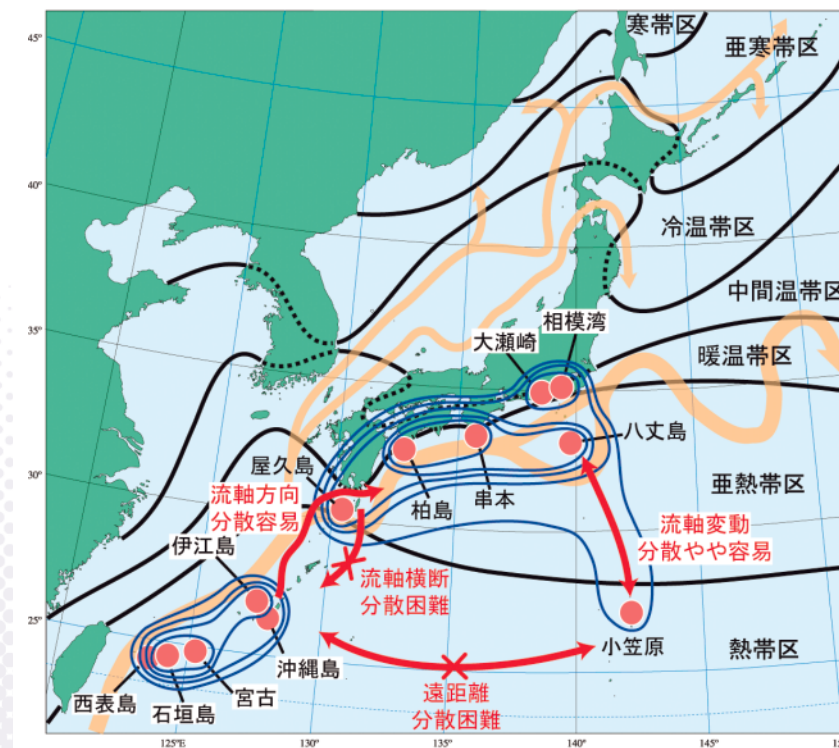 寒帯区
亜寒帯区
45°
40°
冷温帯区
中間温帯区
相模湾
大瀬崎
暖温帯区
35°
八丈島
屋久島
柏島
串本
亜熱帯区
30°
流軸方向
分散容易
流軸変動
分散やや容易
伊江島
流軸横断
分散困難
25°
小笠原
熱帯区
沖縄島
宮古
石垣島
西表島
遠距離
分散困難
125°E
130°
135°
140°
145°